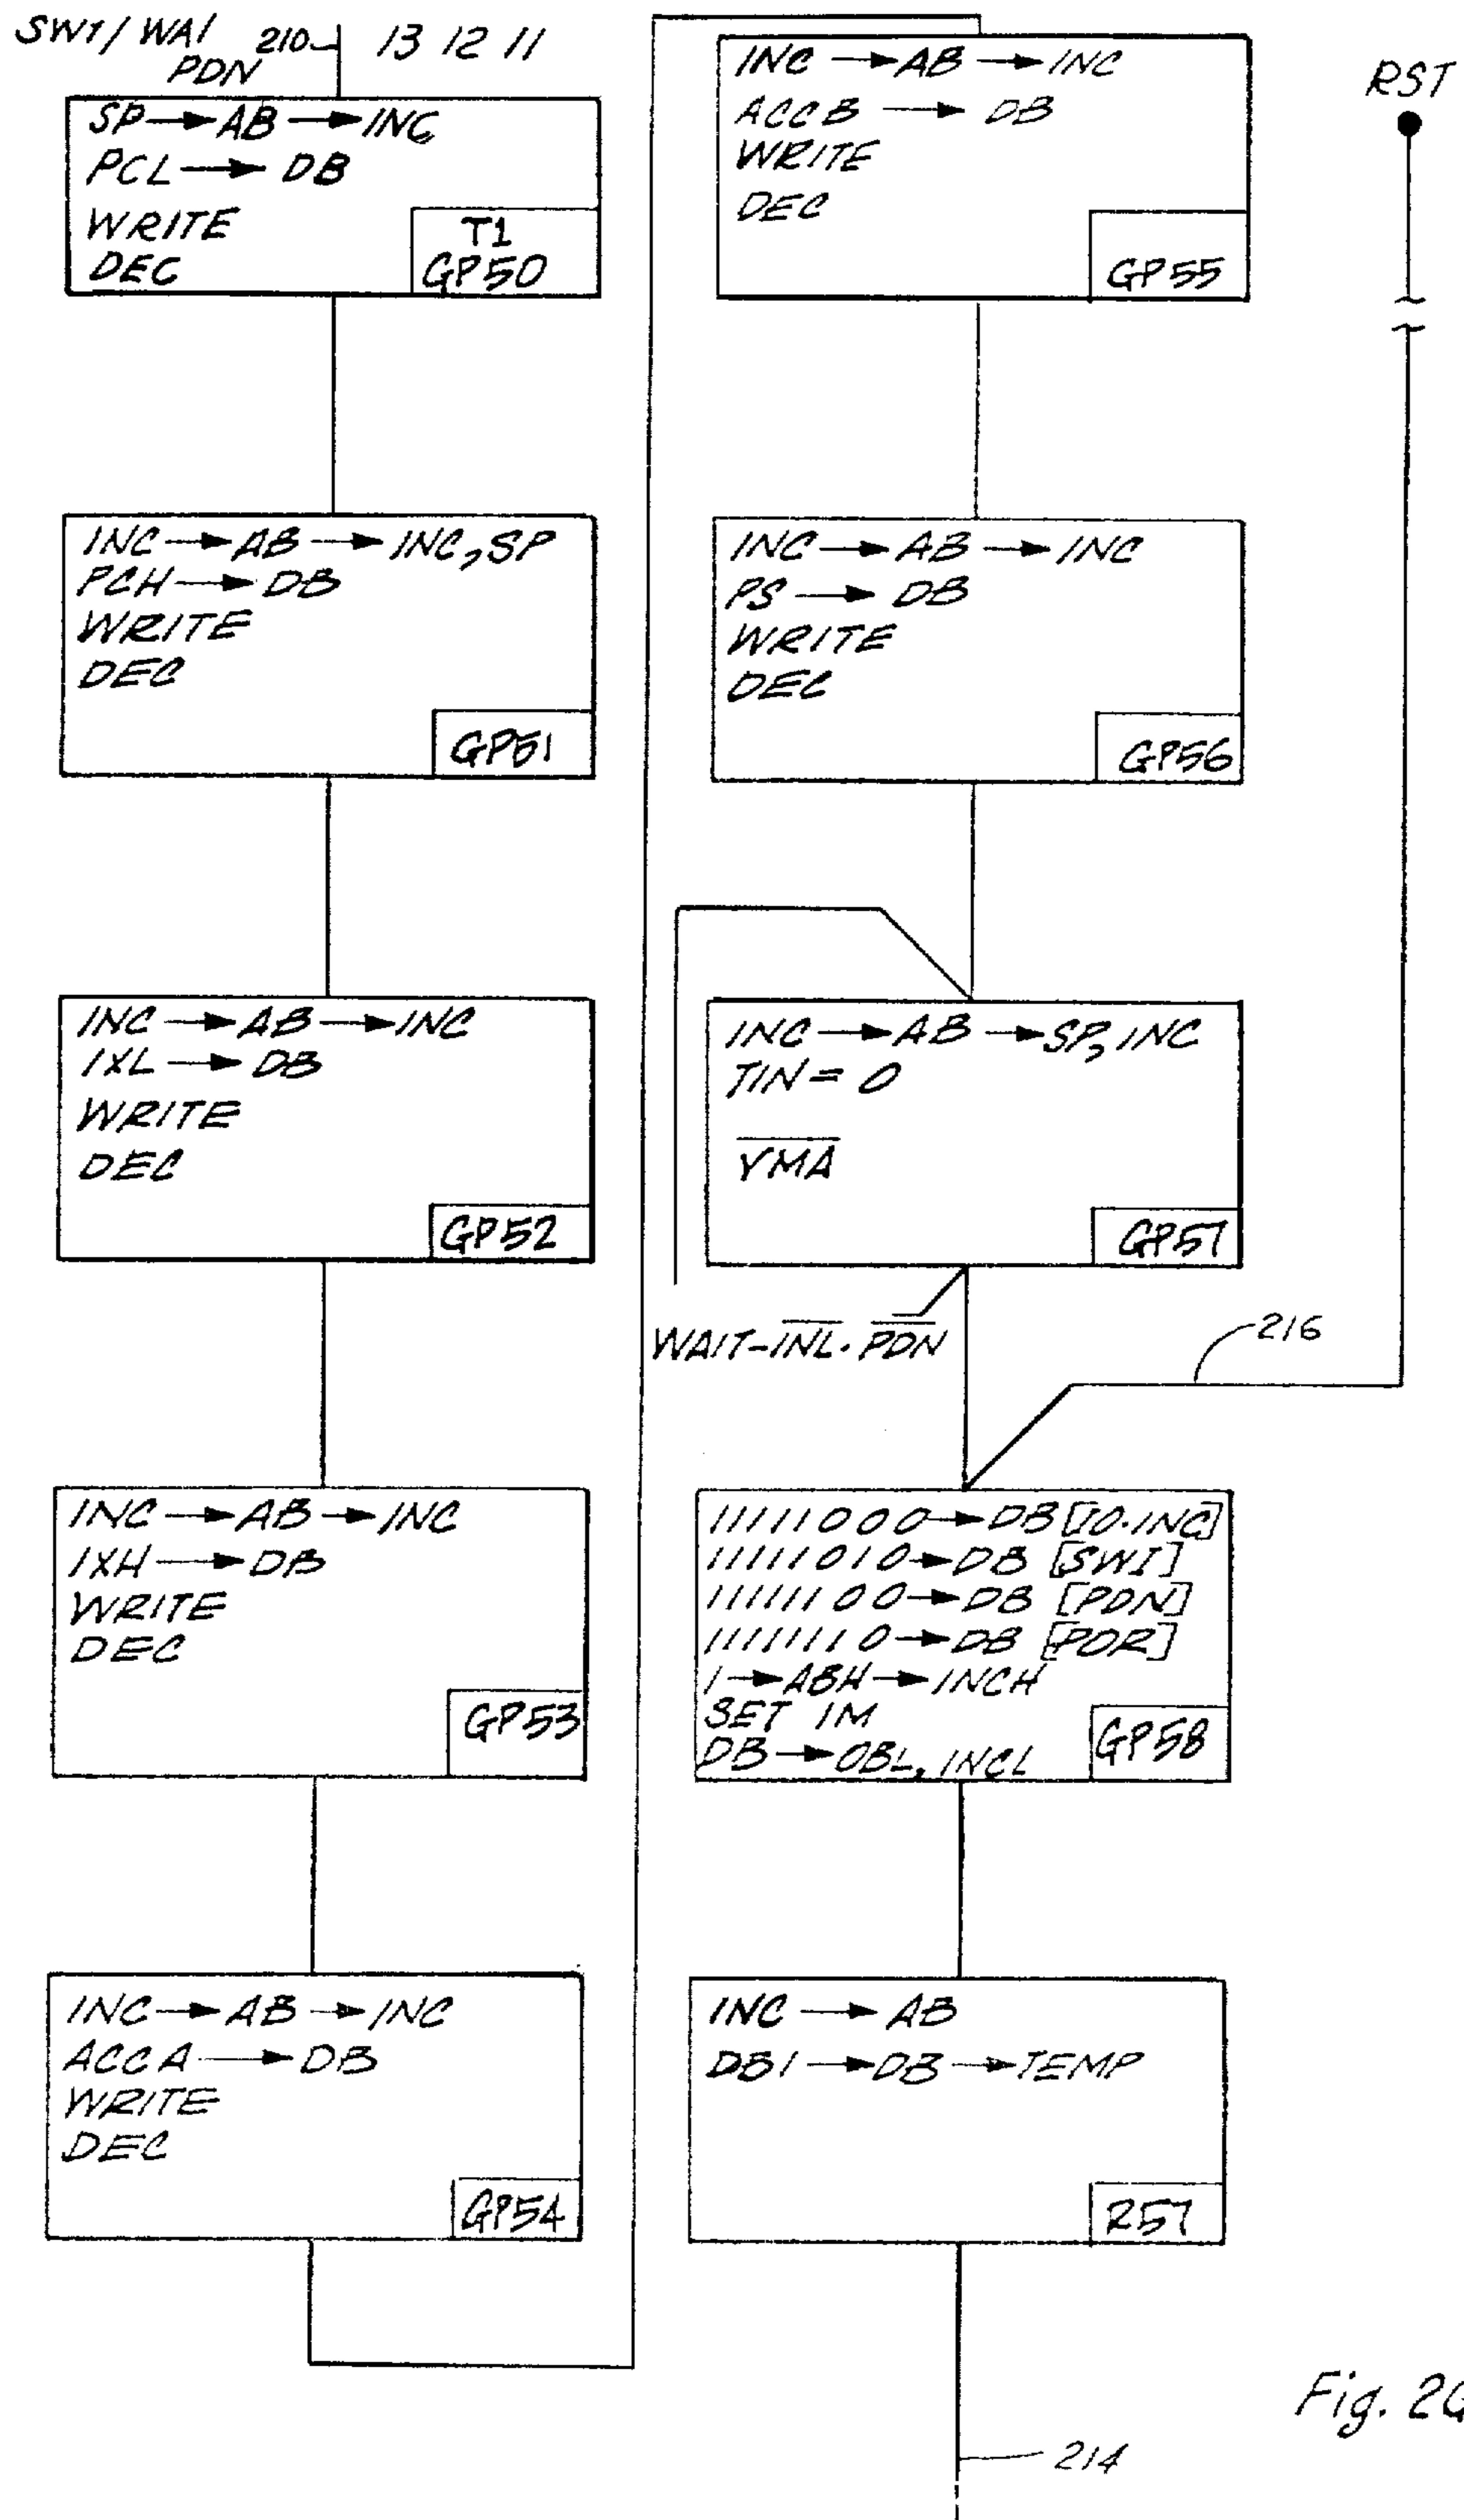 SWI/WAI
PDN
210
13 12 11
SP→AB→INC
PCL→DB
WRITE
DEC
T1
GP50
INC→AB→INC,SP
PCH→DB
WRITE
DEC
GP51
INC→AB→INC
IXL→DB
WRITE
DEC
GP52
INC→AB→INC
IXH→DB
WRITE
DEC
GP53
INC→AB→INC
ACCA→DB
WRITE
DEC
GP54
INC→AB→INC
ACCB→DB
WRITE
DEC
GP55
INC→AB→INC
PS→DB
WRITE
DEC
GP56
INC→AB→SP,INC
TIN=0
VMA
GP57
WAIT-INL·PDN
RST
216
11111000→DB[IO·INC]
11111010→DB [SWI]
11111100→DB [PDN]
11111110→DB [POR]
1→ABH→INCH
SET IM
DB→OBL,INCL
GP58
INC→AB
DBI→DB→TEMP
R57
214
Fig.